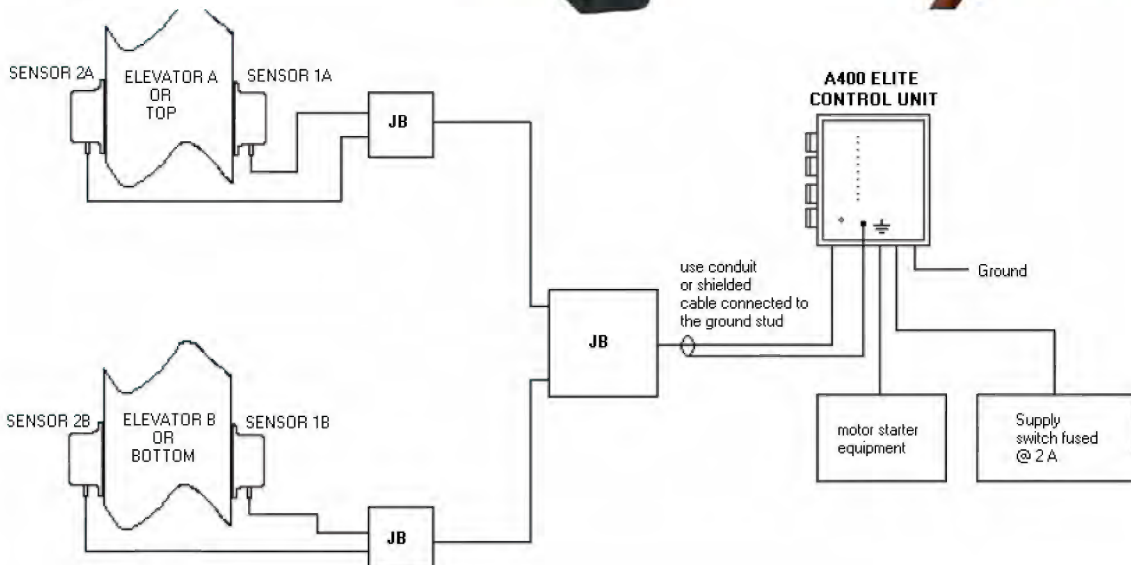 SENSOR 2A
ELEVATOR A
OR
TOP
SENSOR 1A
JB
A400 ELITE
CONTROL UNIT
use conduit
or shielded
cable connected to
the ground stud
Ground
JB
SENSOR 2B
ELEVATOR B
OR
BOTTOM
SENSOR 1B
motor starter
equipment
Supply
switch fused
@ 2 A
JB